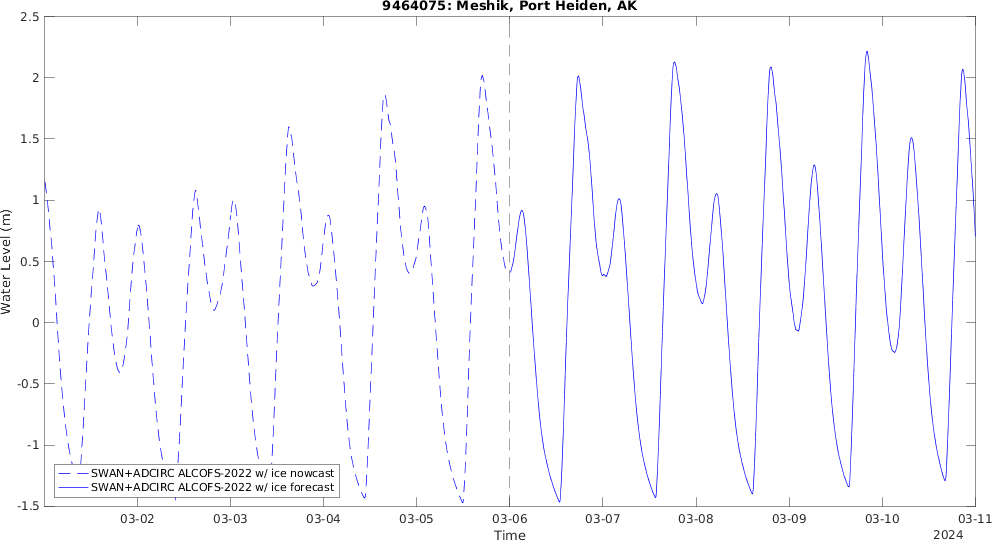 9464075: Meshik, Port Heiden, AK
Water Level (m)
2.5
2
1.5
1
0.5
0
-0.5
-1
-1.5
SWAN+ADCIRC ALCOFS-2022 w/ ice nowcast
SWAN+ADCIRC ALCOFS-2022 w/ ice forecast
03-02 03-03 03-04 03-05 03-06 03-07 03-08 03-09 03-10 03-11
Time
2024